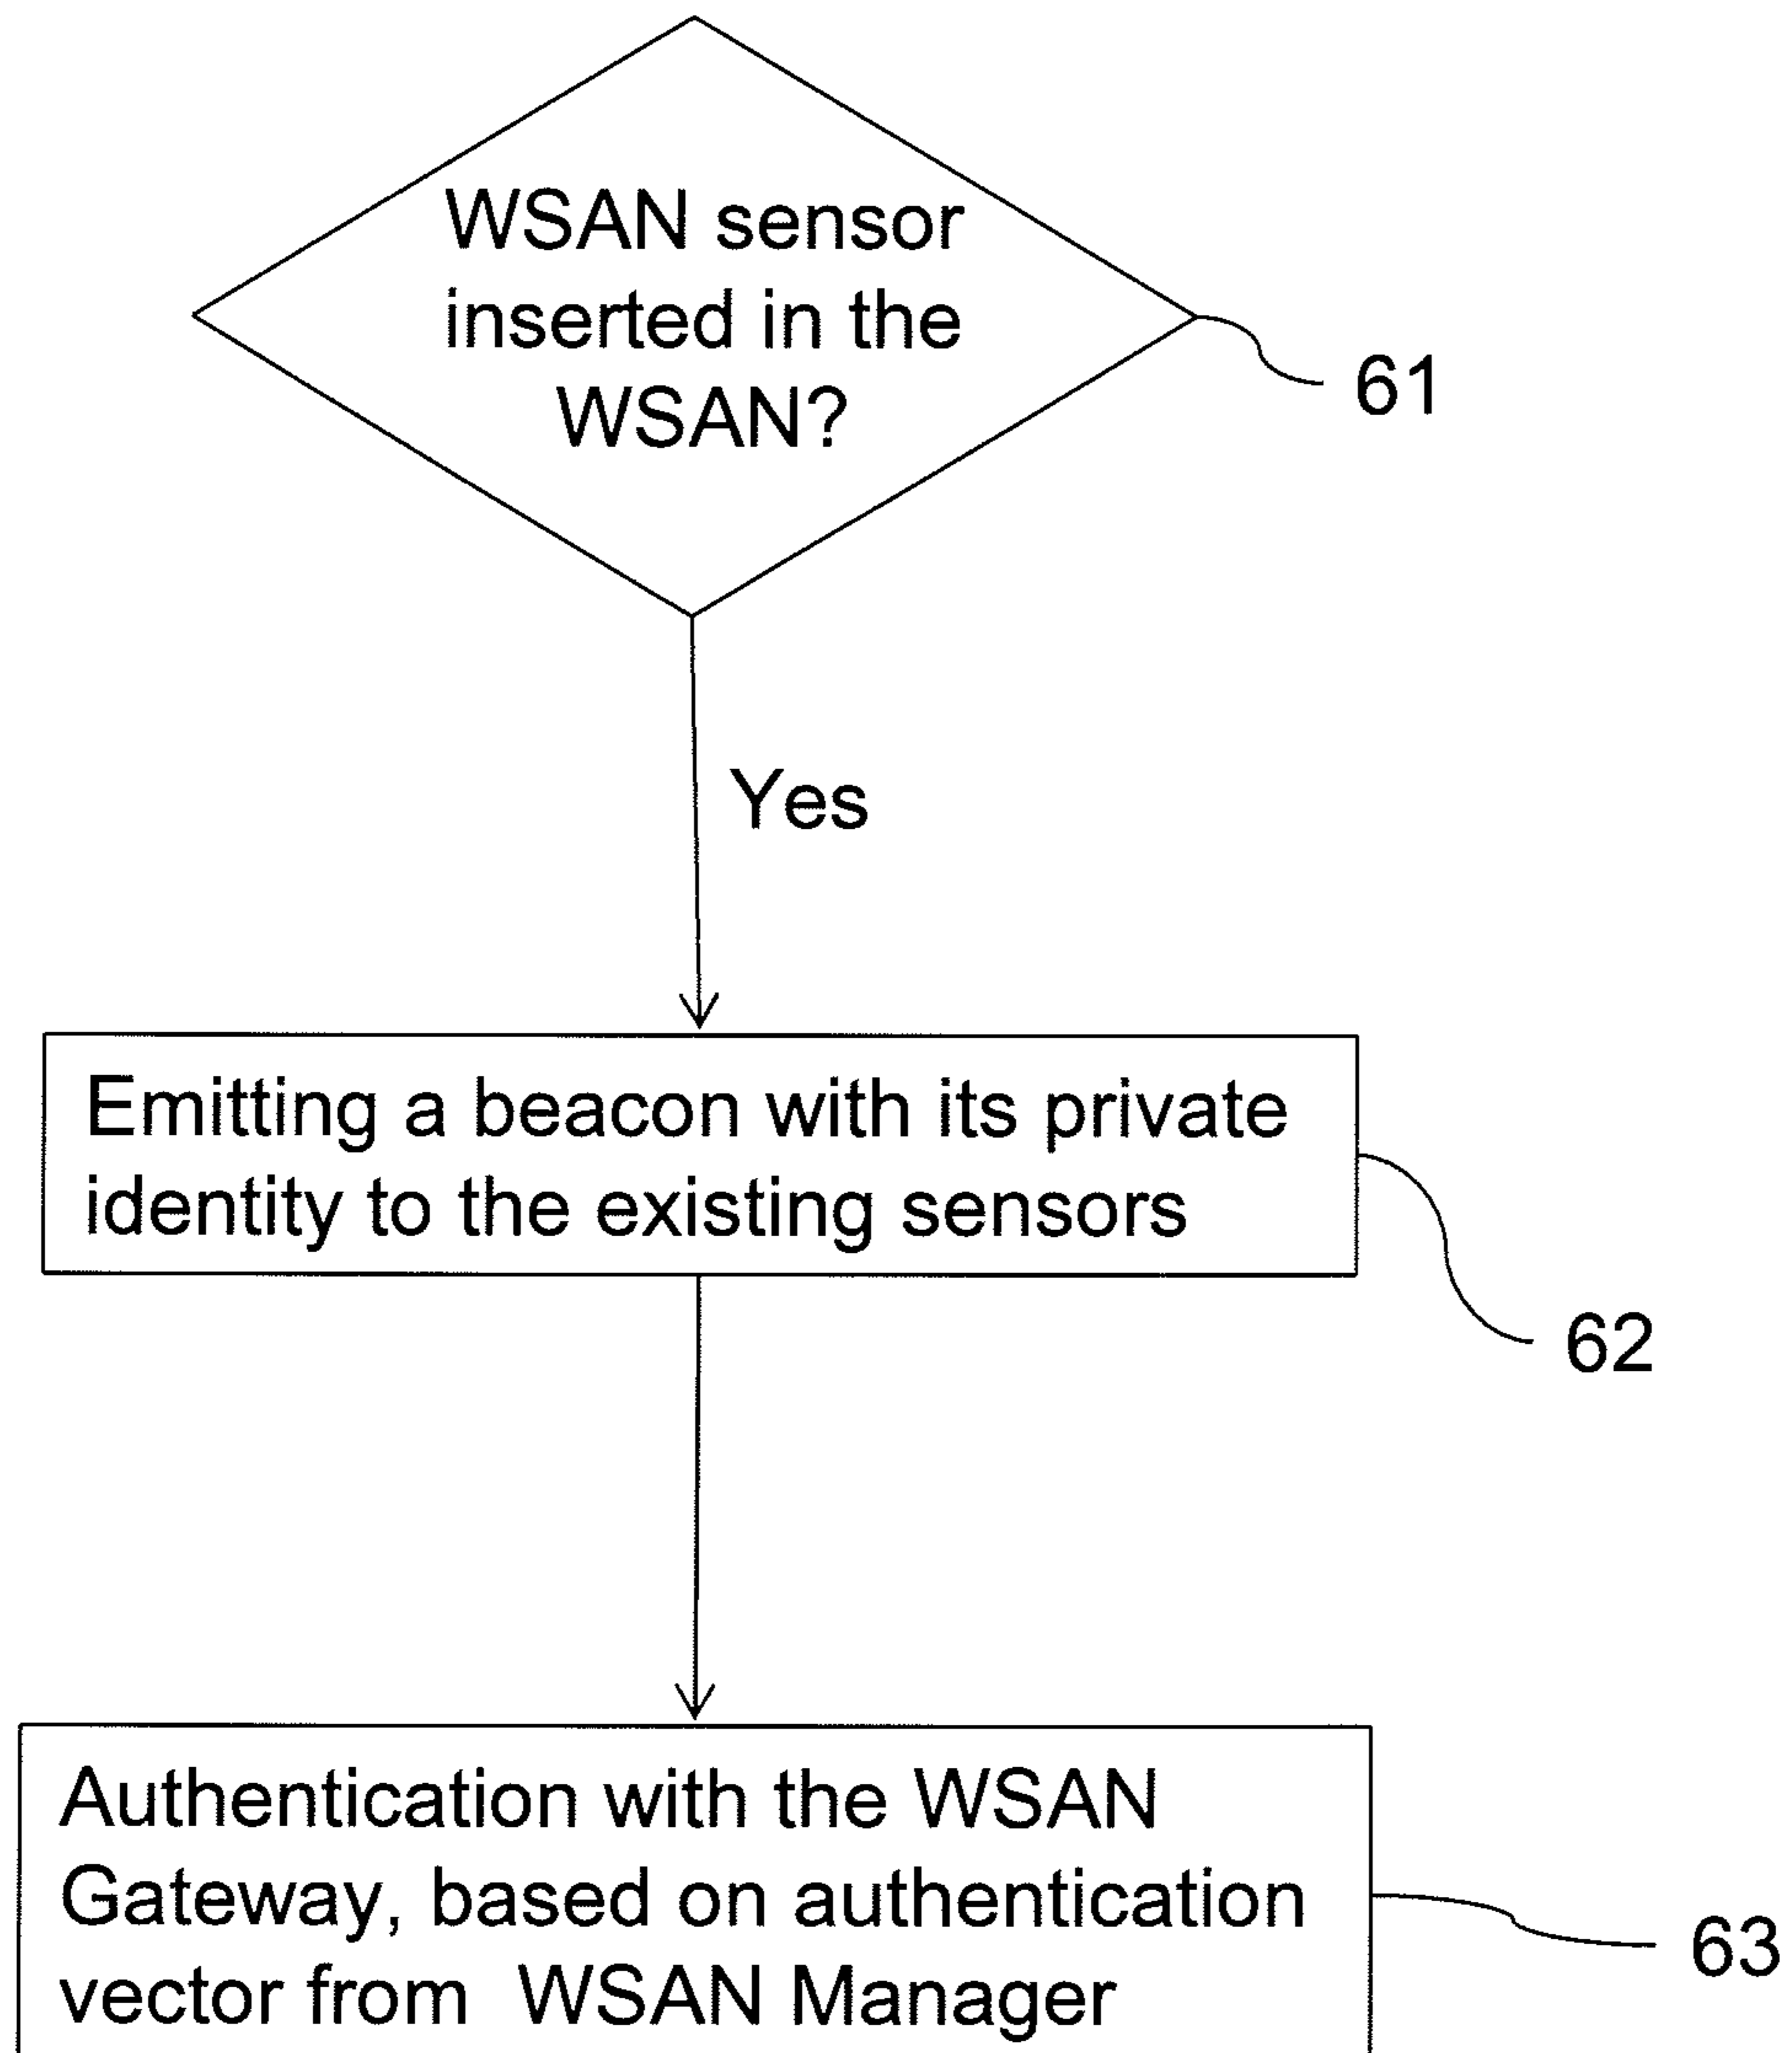 WSAN sensor
inserted in the
WSAN?
61
Yes
Emitting a beacon with its private
identity to the existing sensors
62
Authentication with the WSAN
Gateway, based on authentication
vector from WSAN Manager
63